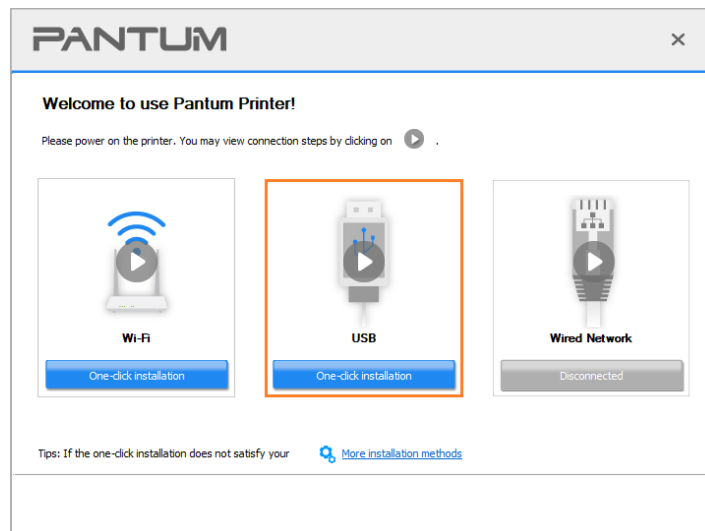 PANTUM
Welcome to use Pantum Printer!
Please power on the printer. You may view connection steps by clicking on .
Wi-Fi
USB
Wired Network
One-click installation
One-click installation
Disconnected
Tips: If the one-click installation does not satisfy your
More installation methods